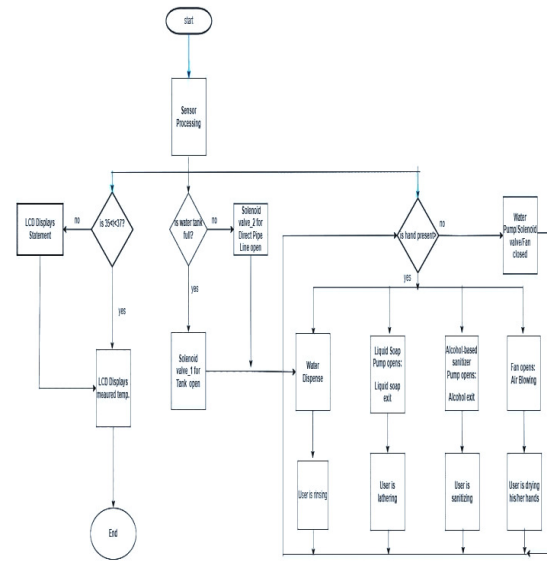 start
Sensor
Processing
LCD Displays
Statement
no
is 35<t<37?
is water tank
full?
no
Solenoid
valve_2 for
Direct Pipe
Line open
is hand present?
no
Water
Pump/Solenoid
valve/Fan
closed
yes
yes
yes
LCD Displays
meaured temp.
Solenoid
valve_1 for
Tank open
Water
Dispense
Liquid Soap
Pump opens:
Liquid soap
exit
Alcohol-based
sanitizer
Pump opens:
Alcohol exit
Fan opens:
Air Blowing
User is rinsing
User is
lathering
User is
sanitizing
User is drying
his/her hands
End